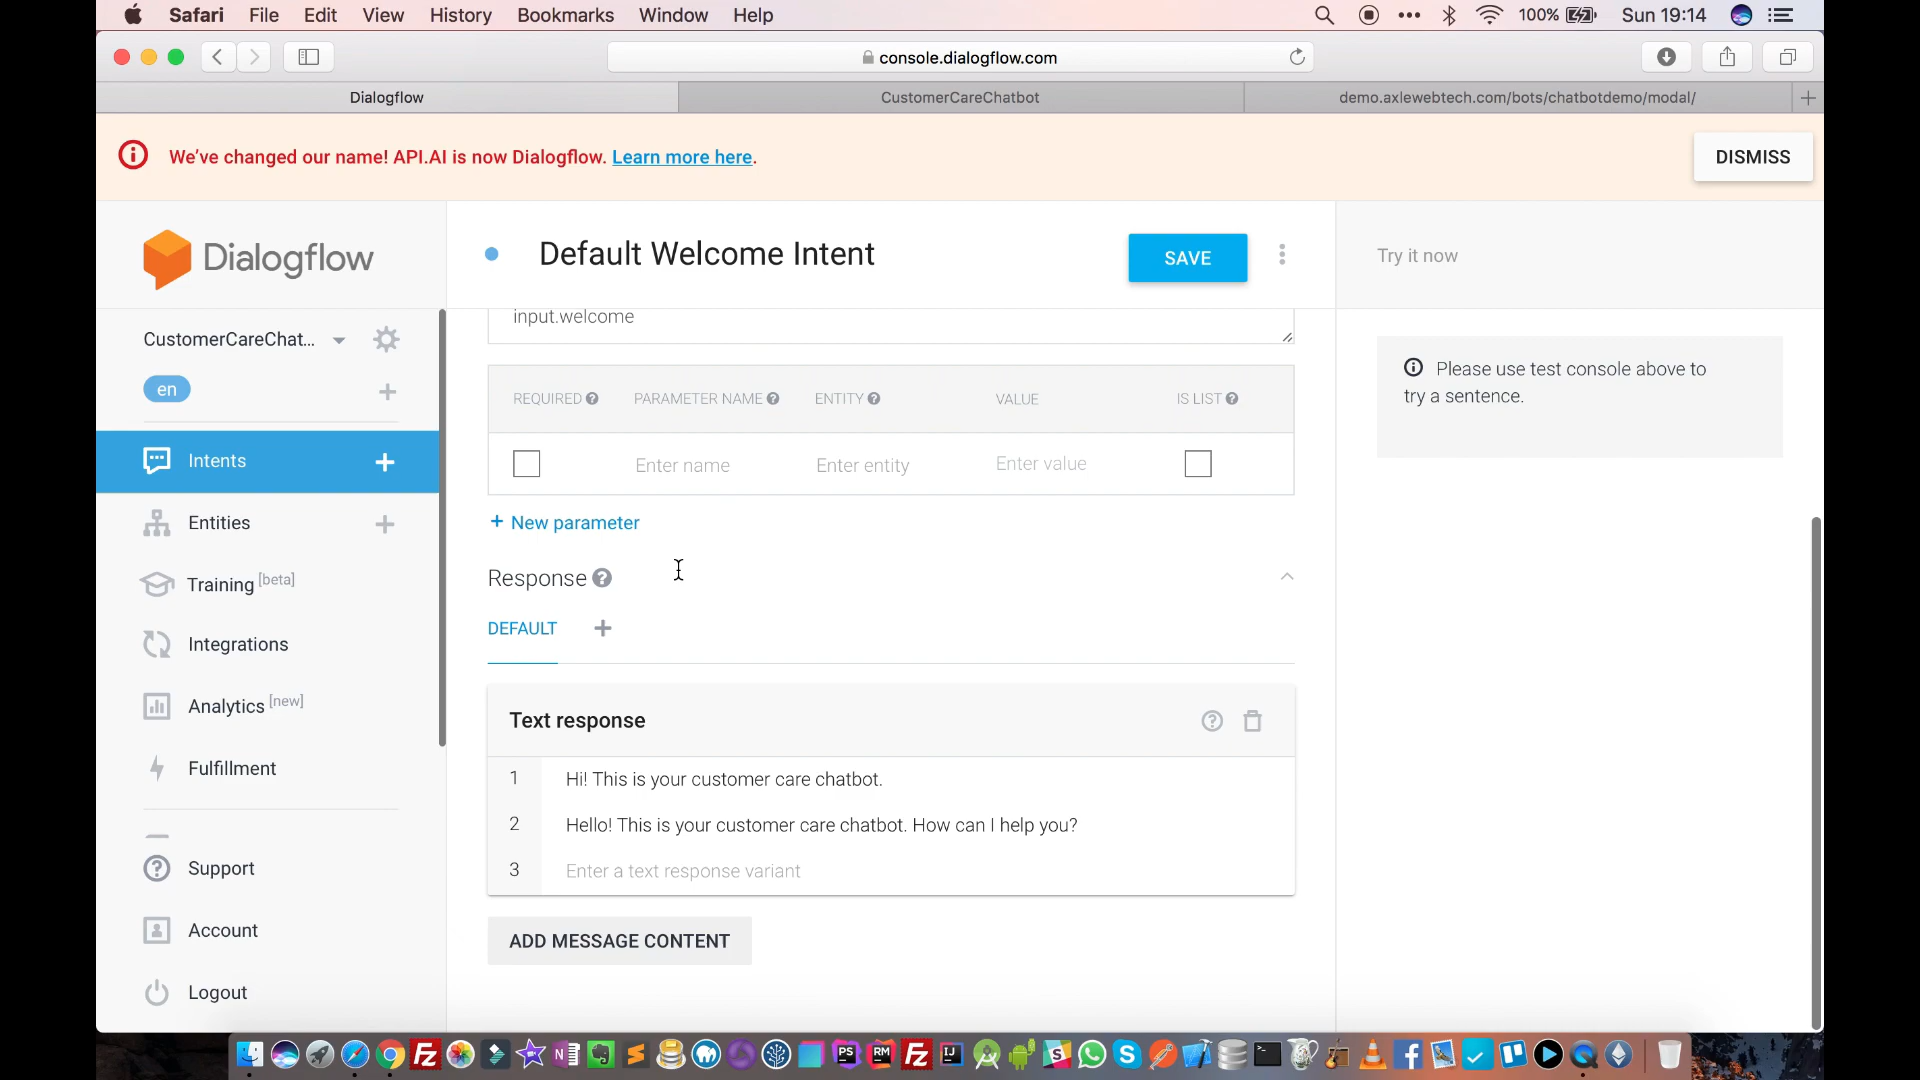 Safari File Edit View History Bookmarks Window Help 100% Sun 19:14
console.dialogflow.com
Dialogflow CustomerCareChatbot demo.axlewebtech.com/bots/chatbotdemo/modal/
We've changed our name! API.AI is now Dialogflow. Learn more here.
DISMISS
Dialogflow
Default Welcome Intent
SAVE
Try it now
CustomerCareChat...
en
Intents
Entities
Training [beta]
Integrations
Analytics [new]
Fulfillment
Support
Account
Logout
input.welcome
REQUIRED PARAMETER NAME ENTITY VALUE IS LIST
Enter name Enter entity Enter value
+ New parameter
Response
DEFAULT
Text response
1 Hi! This is your customer care chatbot.
2 Hello! This is your customer care chatbot. How can I help you?
3 Enter a text response variant
ADD MESSAGE CONTENT
Please use test console above to
try a sentence.